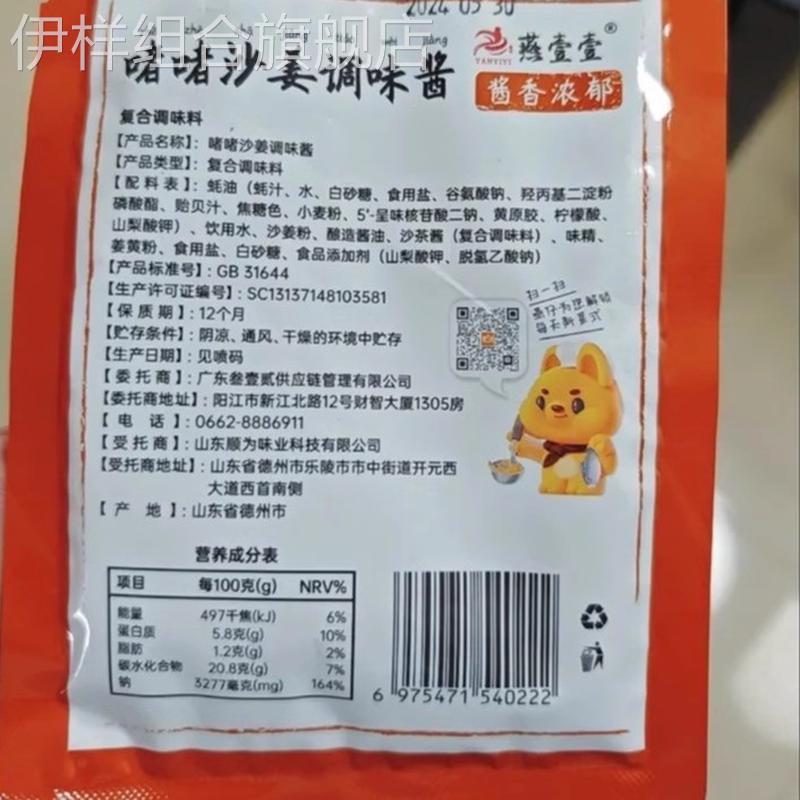 伊样组合旗舰店
2024 05 30
啫啫沙姜调味酱
YANYIYI
燕壹壹®
酱香浓郁
复合调味料
【产品名称】：啫啫沙姜调味酱
【产品类型】：复合调味料
【配料表】：蚝油（蚝汁、水、白砂糖、食用盐、谷氨酸钠、羟丙基二淀粉
磷酸酯、贻贝汁、焦糖色、小麦粉、5'-呈味核苷酸二钠、黄原胶、柠檬酸、
山梨酸钾）、饮用水、沙姜粉、酿造酱油、沙茶酱（复合调味料）、味精、
姜黄粉、食用盐、白砂糖、食品添加剂（山梨酸钾、脱氢乙酸钠）
【产品标准号】：GB 31644
【生产许可证编号】：SC13137148103581
【保质期】：12个月
【贮存条件】：阴凉、通风、干燥的环境中贮存
【生产日期】：见喷码
【委托商】：广东叁壹贰供应链管理有限公司
【委托商地址】：阳江市新江北路12号财智大厦1305房
【电话】：0662-8886911
【受托商】：山东顺为味业科技有限公司
【受托商地址】：山东省德州市乐陵市市中街道开元西
大道西首南侧
【产地】：山东省德州市
扫一扫
燕仔为您解锁
每天新菜式
营养成分表
项目 每100克(g) NRV%
能量 497千焦(kJ) 6%
蛋白质 5.8克(g) 10%
脂肪 1.2克(g) 2%
碳水化合物 20.8克(g) 7%
钠 3277毫克(mg) 164%
6 975471 540222